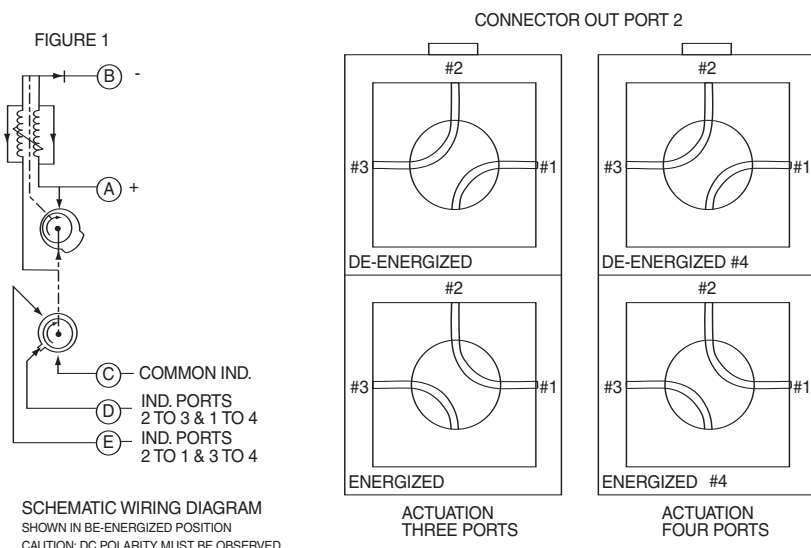 CONNECTOR OUT PORT 2
FIGURE 1
B -
A +
C COMMON IND.
D IND. PORTS
2 TO 3 & 1 TO 4
E IND. PORTS
2 TO 1 & 3 TO 4
SCHEMATIC WIRING DIAGRAM
SHOWN IN BE-ENERGIZED POSITION
CAUTION: DC POLARITY MUST BE OBSERVED
#2
#3
#1
DE-ENERGIZED
#2
#3
#1
ENERGIZED
ACTUATION
THREE PORTS
#2
#3
#1
DE-ENERGIZED #4
#2
#3
#1
ENERGIZED #4
ACTUATION
FOUR PORTS